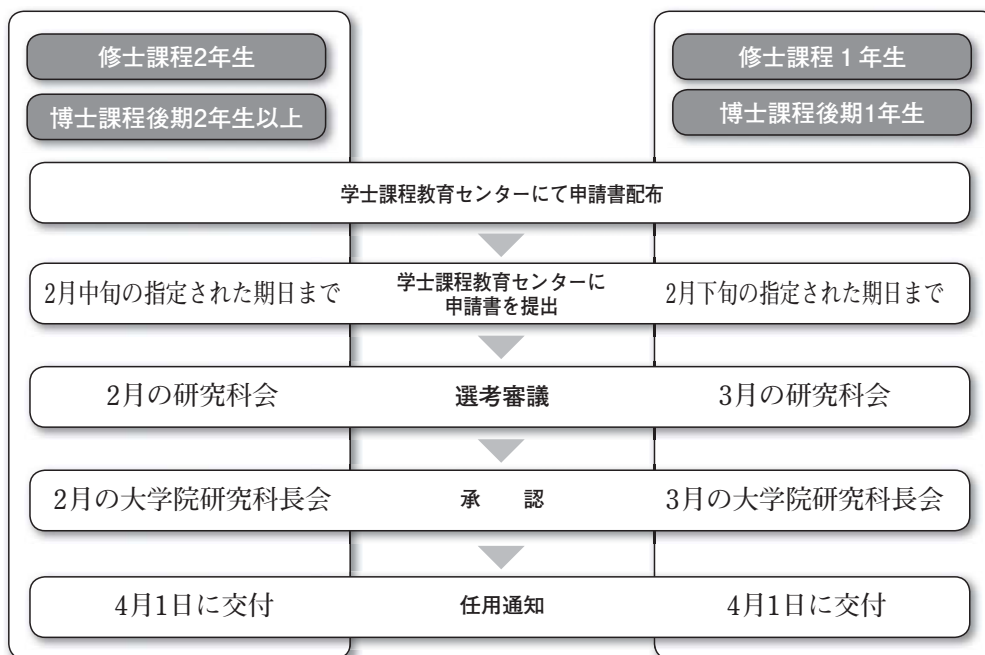 修士課程2年生
博士課程後期2年生以上
修士課程1年生
博士課程後期1年生
学士課程教育センターにて申請書配布
2月中旬の指定された期日まで
学士課程教育センターに
申請書を提出
2月下旬の指定された期日まで
2月の研究科会
選考審議
3月の研究科会
2月の大学院研究科長会
承　認
3月の大学院研究科長会
4月1日に交付
任用通知
4月1日に交付